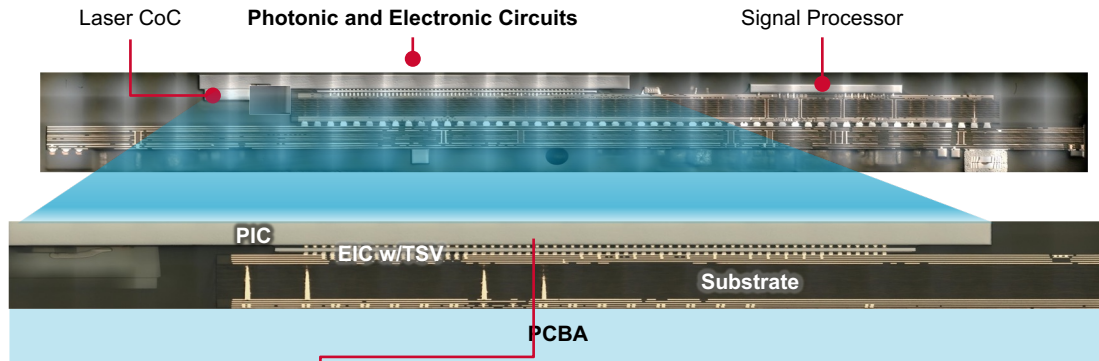 Laser CoC
Photonic and Electronic Circuits
Signal Processor
PIC
EIC w/TSV
Substrate
PCBA